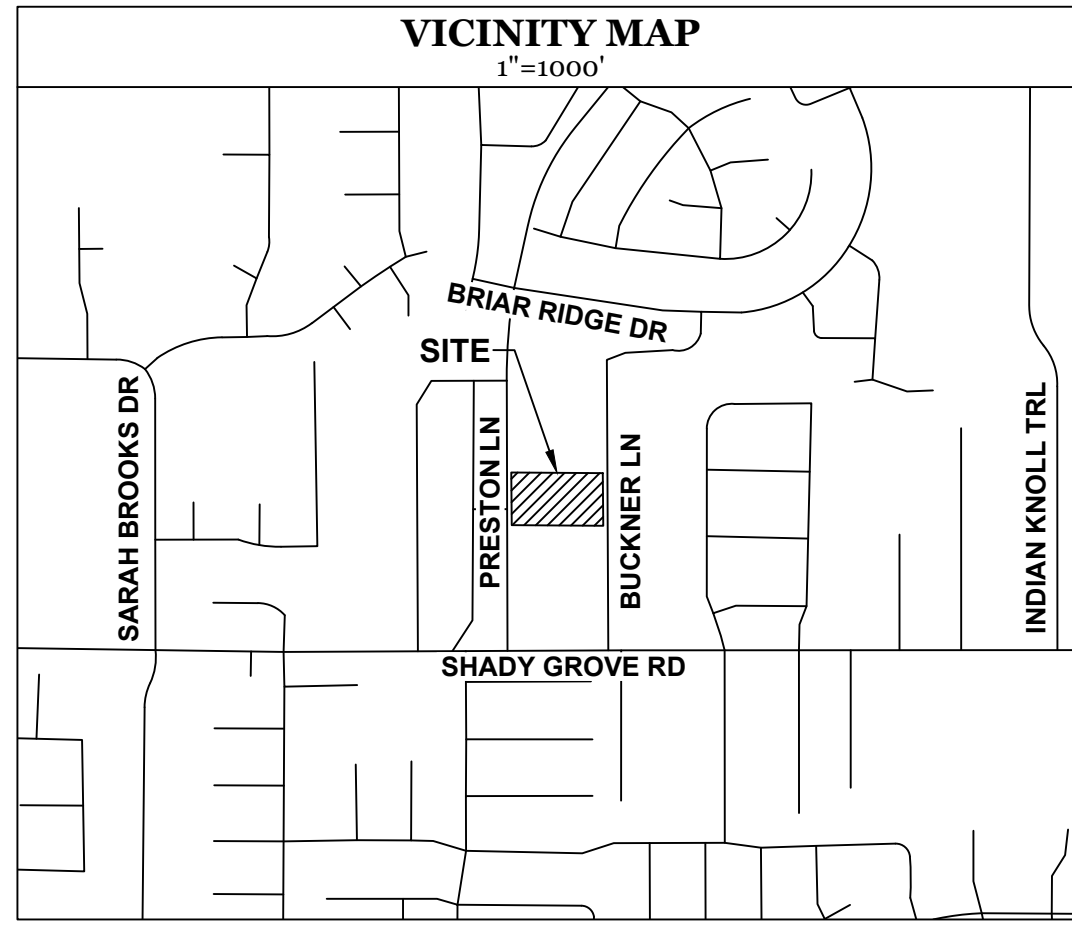 VICINITY MAP
1"=1000'
BRIAR RIDGE DR
SITE
SARAH BROOKS DR
PRESTON LN
BUCKNER LN
INDIAN KNOLL TRL
SHADY GROVE RD